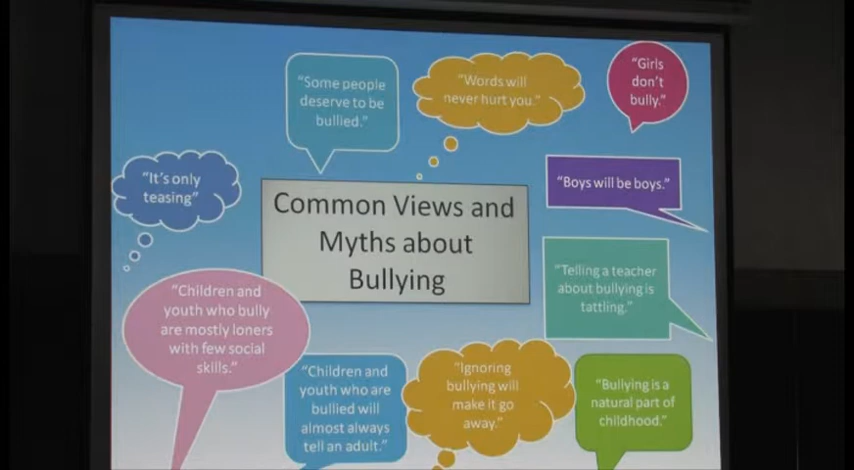 "Some people
deserve to be
bullied."
"Words will
never hurt you."
"Girls
don't
bully."
"It's only
teasing"
"Boys will be boys."
Common Views and
Myths about
Bullying
"Telling a teacher
about bullying is
tattling."
"Children and
youth who bully
are mostly loners
with few social
skills."
"Children and
youth who are
bullied will
almost always
tell an adult."
"Ignoring
bullying will
make it go
away."
"Bullying is a
natural part of
childhood."